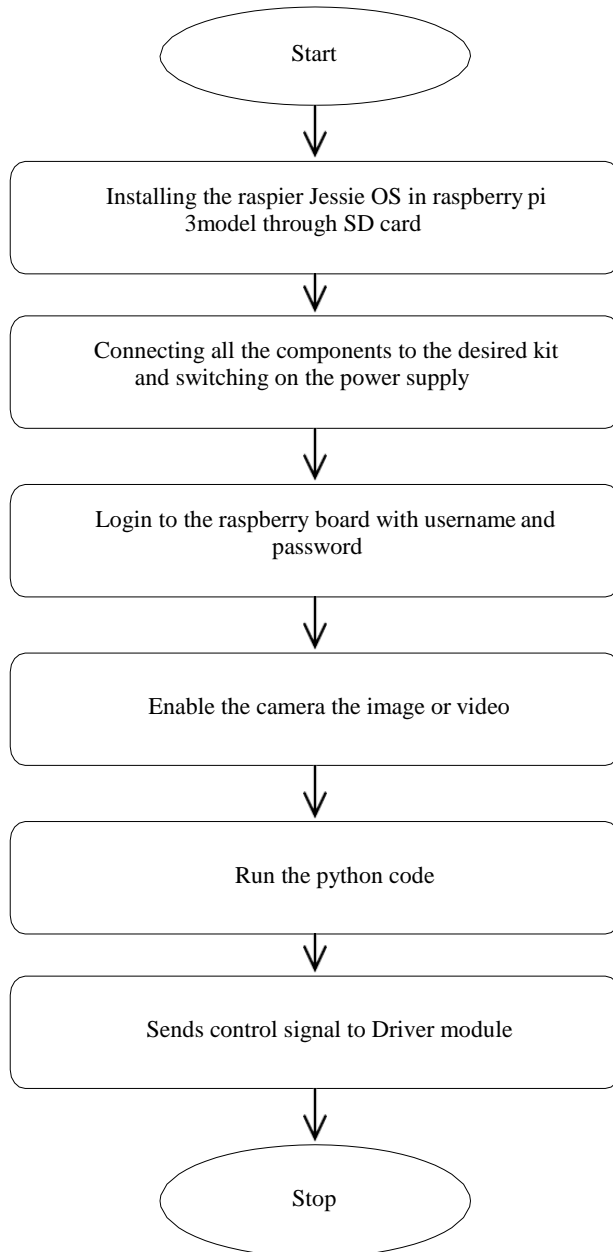 Start
Installing the raspier Jessie OS in raspberry pi
3model through SD card
Connecting all the components to the desired kit
and switching on the power supply
Login to the raspberry board with username and
password
Enable the camera the image or video
Run the python code
Sends control signal to Driver module
Stop